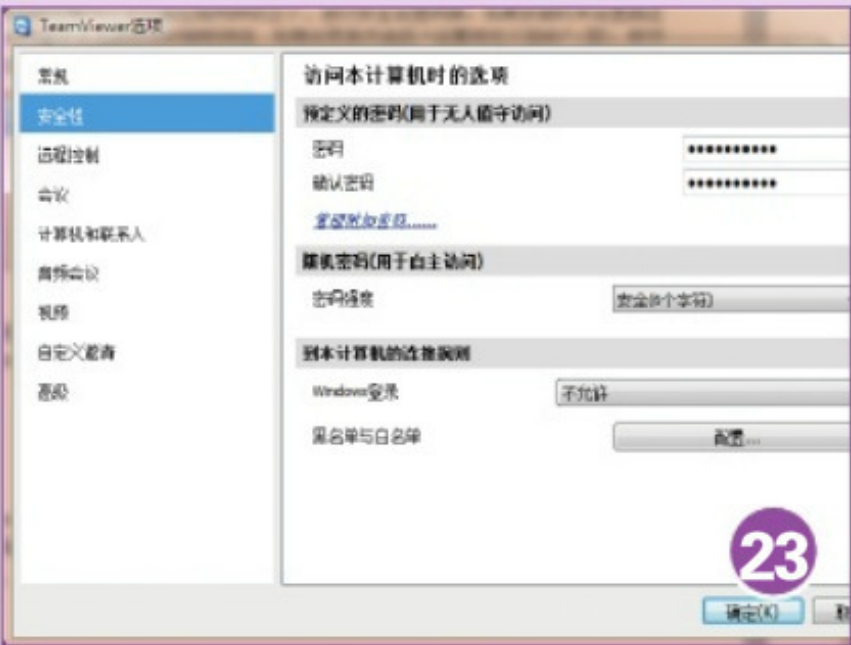 TeamViewer选项
常规
安全性
远程控制
会议
计算机和联系人
音频会议
视频
自定义邀请
高级
访问本计算机时的选项
预定义的密码(用于无人值守访问)
密码 ●●●●●●●●●●
确认密码 ●●●●●●●●●●
管理附加密码......
随机密码(用于自主访问)
密码强度 安全(6个字符)
到本计算机的连接规则
Windows登录 不允许
黑名单与白名单 配置...
23
确定(K)